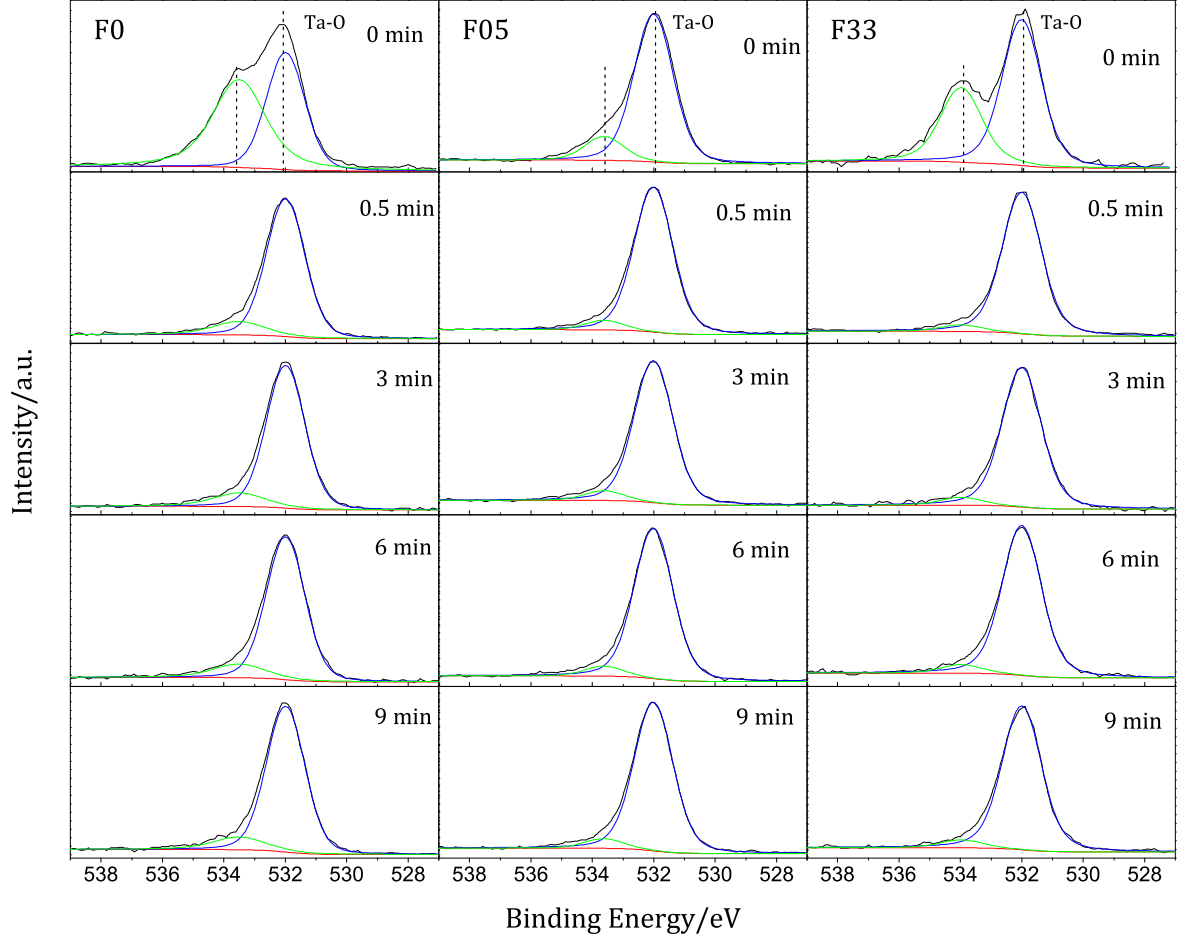 F0
Ta-O
0 min
F05
Ta-O
0 min
F33
Ta-O
0 min
0.5 min
0.5 min
0.5 min
3 min
3 min
3 min
6 min
6 min
6 min
9 min
9 min
9 min
Intensity/a.u.
538 536 534 532 530 528
538 536 534 532 530 528
538 536 534 532 530 528
Binding Energy/eV